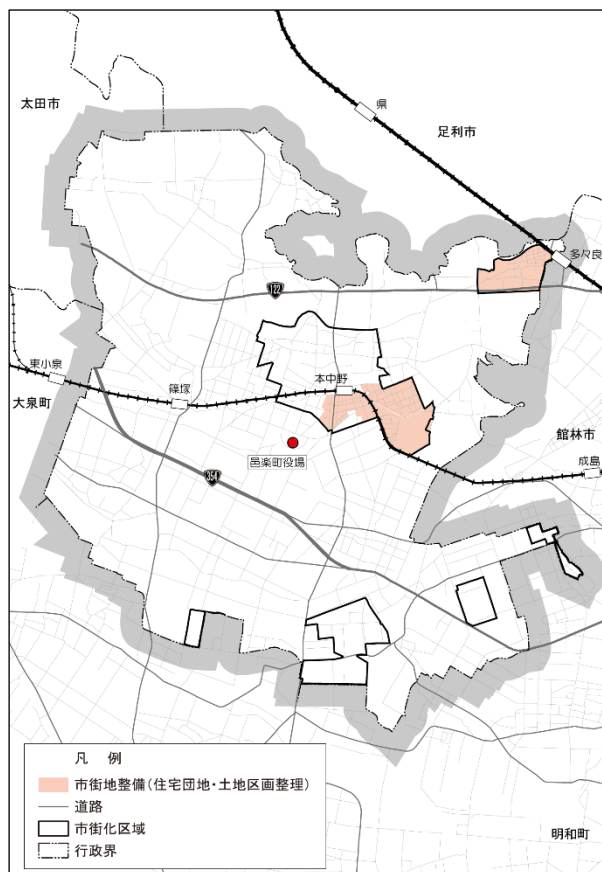 太田市
県
足利市
多々良
122
東小泉
篠塚
本中野
大泉町
館林市
邑楽町役場
成島
354
凡 例
市街地整備(住宅団地・土地区画整理)
道路
市街化区域
行政界
明和町